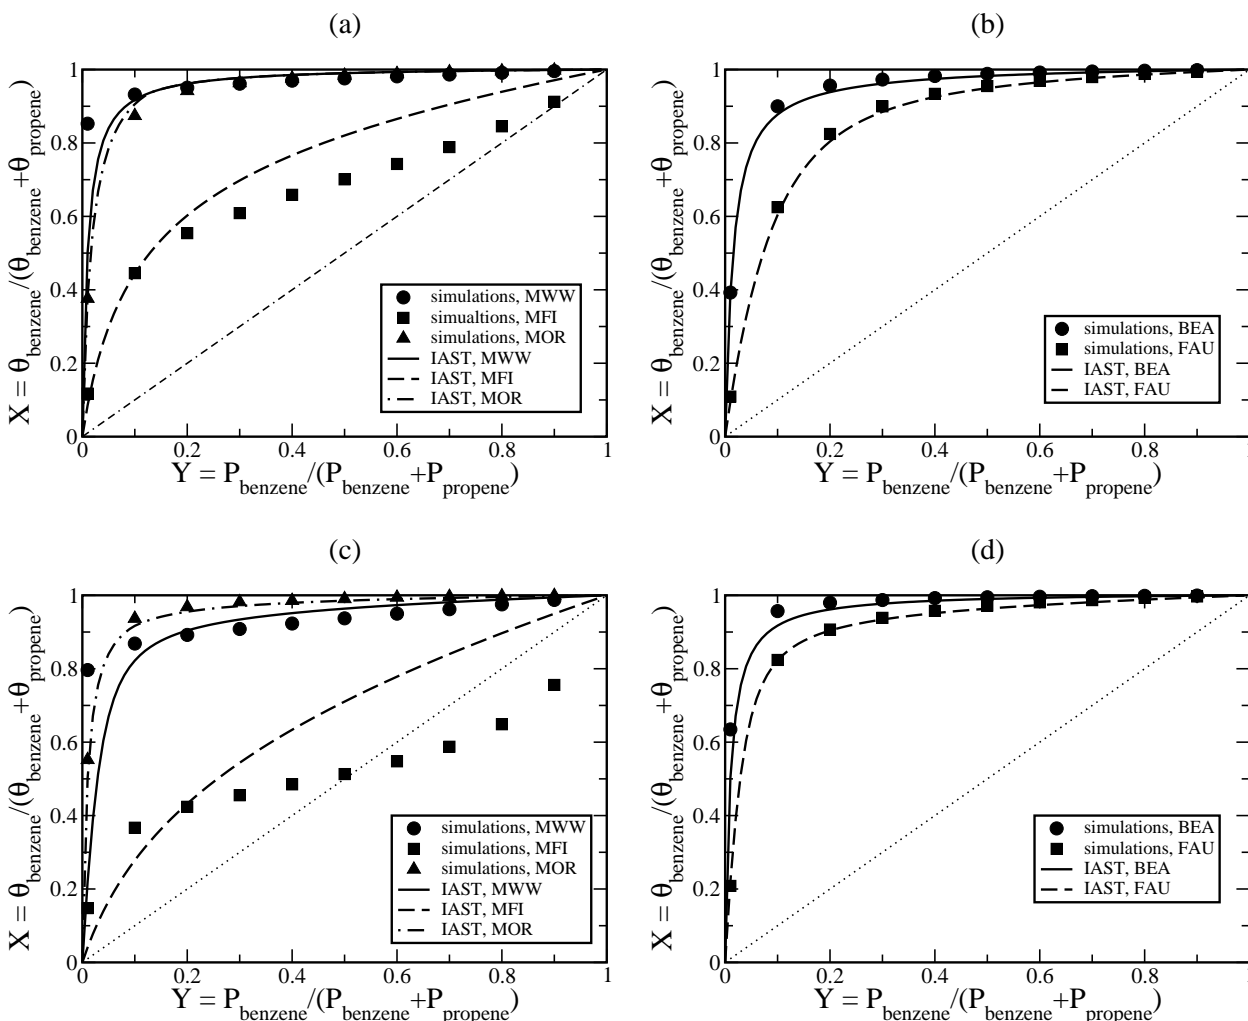 (a)
X = θbenzene/(θbenzene+θpropene)
1
0.8
0.6
0.4
0.2
0
simulations, MWW
simualtions, MFI
simulations, MOR
IAST, MWW
IAST, MFI
IAST, MOR
0 0.2 0.4 0.6 0.8 1
Y = Pbenzene/(Pbenzene+Ppropene)
(b)
X = θbenzene/(θbenzene+θpropene)
1
0.8
0.6
0.4
0.2
0
simulations, BEA
simulations, FAU
IAST, BEA
IAST, FAU
0 0.2 0.4 0.6 0.8 1
Y = Pbenzene/(Pbenzene+Ppropene)
(c)
X = θbenzene/(θbenzene+θpropene)
1
0.8
0.6
0.4
0.2
0
simulations, MWW
simulations, MFI
simulations, MOR
IAST, MWW
IAST, MFI
IAST, MOR
0 0.2 0.4 0.6 0.8 1
Y = Pbenzene/(Pbenzene+Ppropene)
(d)
X = θbenzene/(θbenzene+θpropene)
1
0.8
0.6
0.4
0.2
0
simulations, BEA
simulations, FAU
IAST, BEA
IAST, FAU
0 0.2 0.4 0.6 0.8 1
Y = Pbenzene/(Pbenzene+Ppropene)